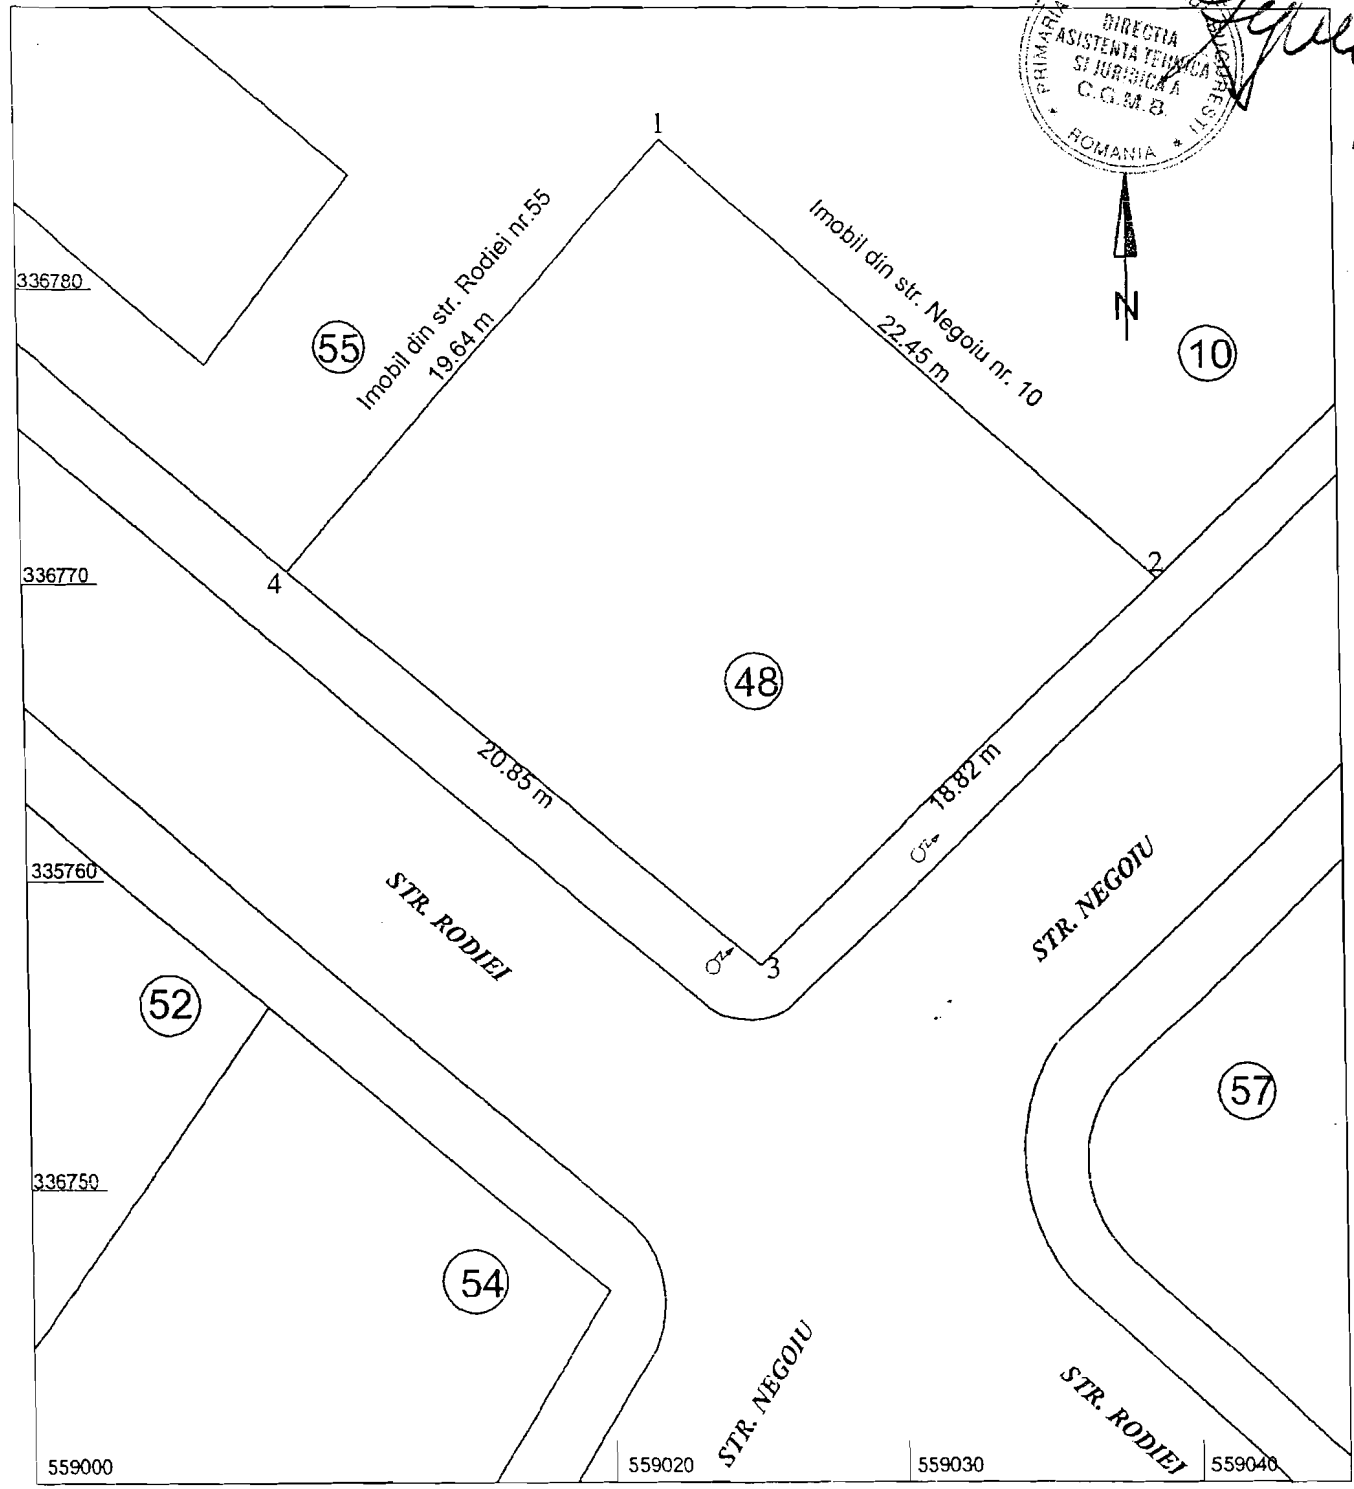 DIRECTIA
ASISTENTA TEHNICA
SI JURIDICA A
C.G.M.B.
PRIMARIA
BUCURESTI
* ROMANIA *
1
Imobil din str. Rodiei nr.55
19.64 m
Imobil din str. Negoiu nr. 10
22.45 m
N
336780
55
10
336770
4
2
48
20.85 m
18.82 m
335760
STR. RODIEI
STR. NEGOIU
3
52
57
336750
54
STR. NEGOIU
STR. RODIEI
559000
559020
559030
559040